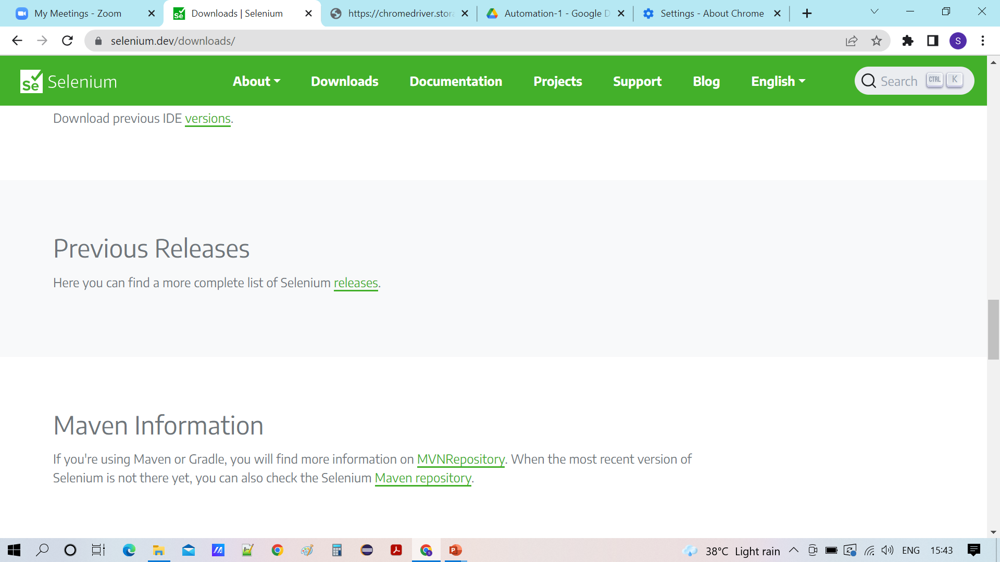 My Meetings - Zoom
Downloads | Selenium
https://chromedriver.stora
Automation-1 - Google D
Settings - About Chrome
selenium.dev/downloads/
S
Se Selenium
About
Downloads
Documentation
Projects
Support
Blog
English
Search CTRL K
Download previous IDE versions.
Previous Releases
Here you can find a more complete list of Selenium releases.
Maven Information
If you're using Maven or Gradle, you will find more information on MVNRepository. When the most recent version of
Selenium is not there yet, you can also check the Selenium Maven repository.
38°C Light rain
ENG
15:43